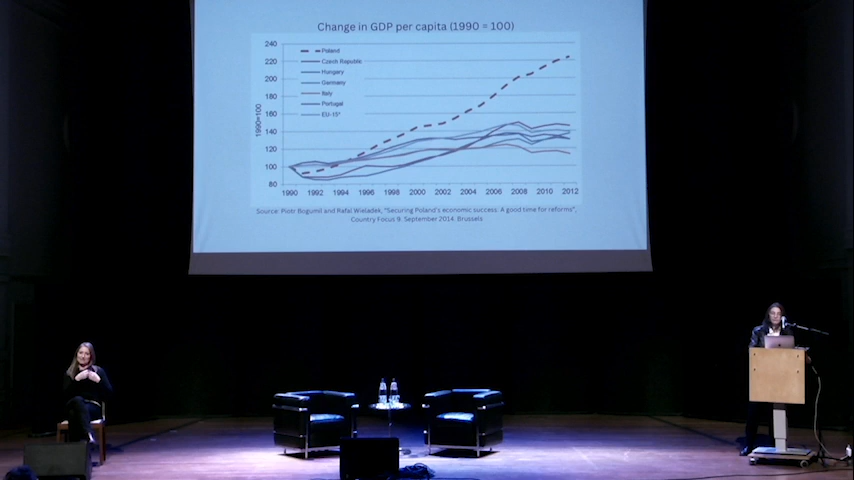 Change in GDP per capita (1990 = 100)
240
220
200
180
160
140
120
100
80
1990=100
Poland
Czech Republic
Hungary
Germany
Italy
Portugal
EU-15*
1990 1992 1994 1996 1998 2000 2002 2004 2006 2008 2010 2012
Source: Piotr Bogumil and Rafal Wieladek, "Securing Poland's economic success: A good time for reforms",
Country Focus 9. September 2014. Brussels